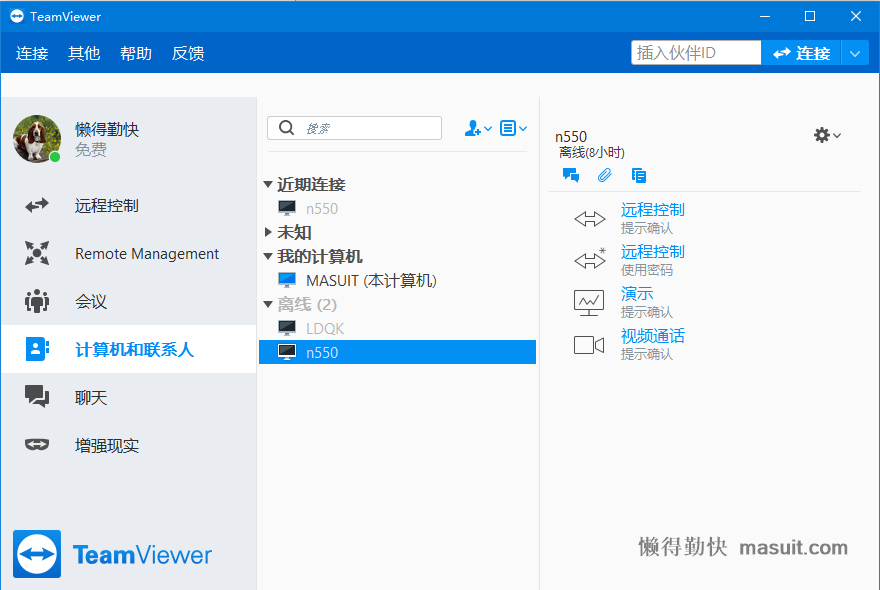 TeamViewer
连接 其他 帮助 反馈
插入伙伴ID
连接
懒得勤快
免费
远程控制
Remote Management
会议
计算机和联系人
聊天
增强现实
TeamViewer
搜索
近期连接
n550
未知
我的计算机
MASUIT (本计算机)
离线 (2)
LDQK
n550
n550
离线(8小时)
远程控制
提示确认
远程控制
使用密码
演示
提示确认
视频通话
提示确认
懒得勤快 masuit.com